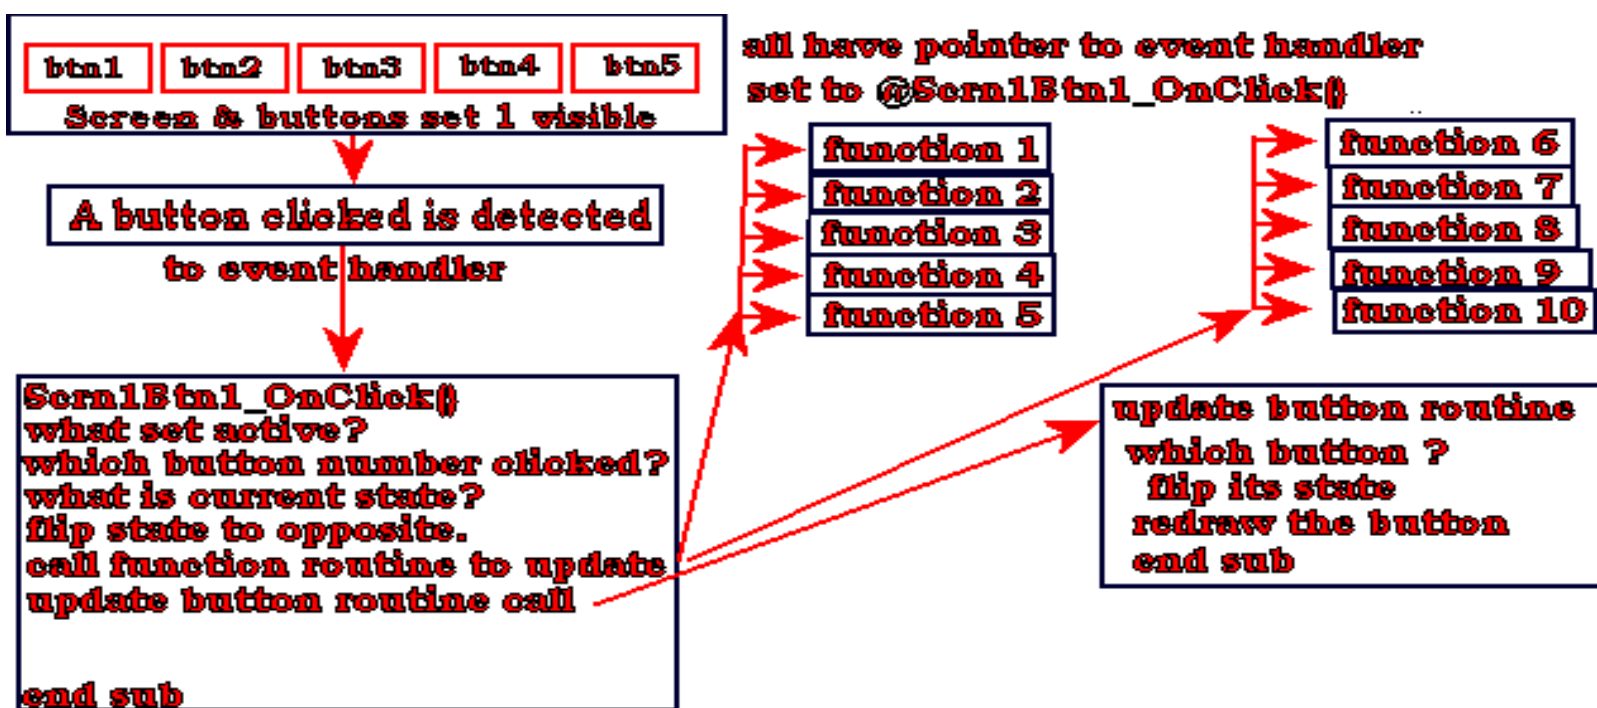 btn1 btn2 btn3 btn4 btn5
Screen & buttons set 1 visible
all have pointer to event handler
set to @Scrn1Btn1_OnClick()
A button clicked is detected
to event handler
function 1
function 2
function 3
function 4
function 5
function 6
function 7
function 8
function 9
function 10
Scrn1Btn1_OnClick()
what set active?
which button number clicked?
what is current state?
flip state to opposite.
call function routine to update
update button routine call
end sub
update button routine
which button ?
flip its state
redraw the button
end sub